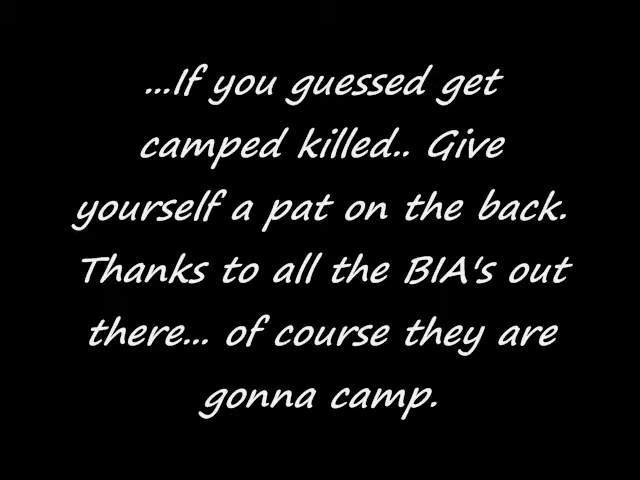 ...If you guessed get
camped killed.. Give
yourself a pat on the back.
Thanks to all the BIA's out
there... of course they are
gonna camp.